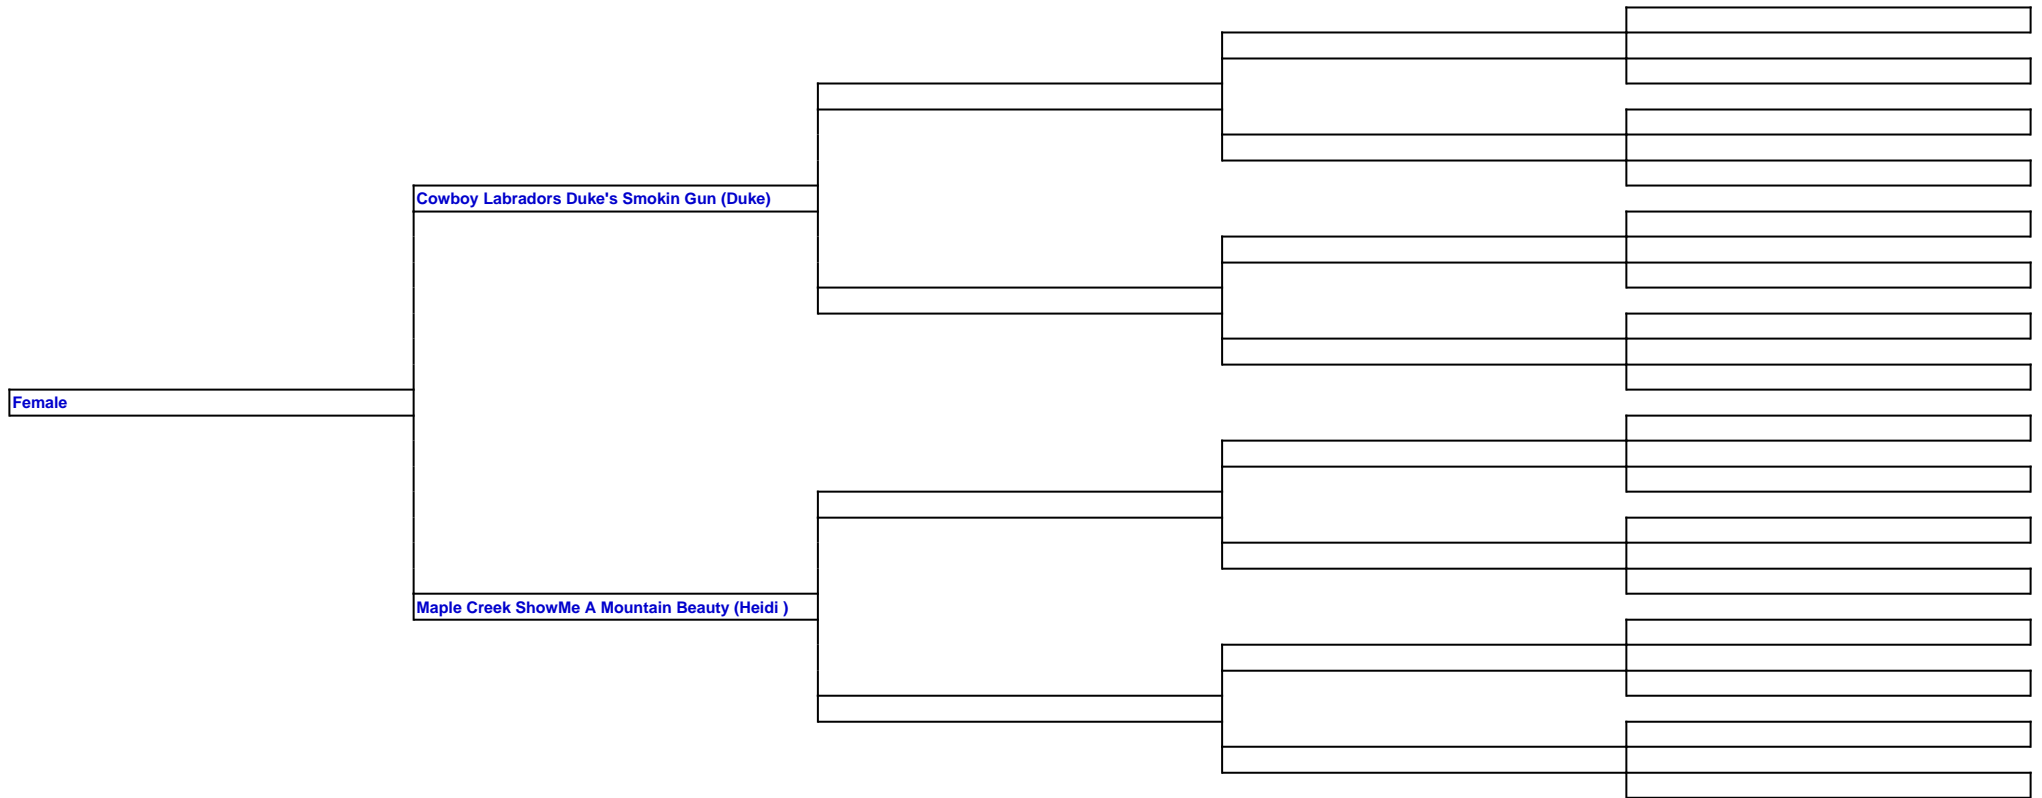 Cowboy Labradors Duke's Smokin Gun (Duke)
Female
Maple Creek ShowMe A Mountain Beauty (Heidi )